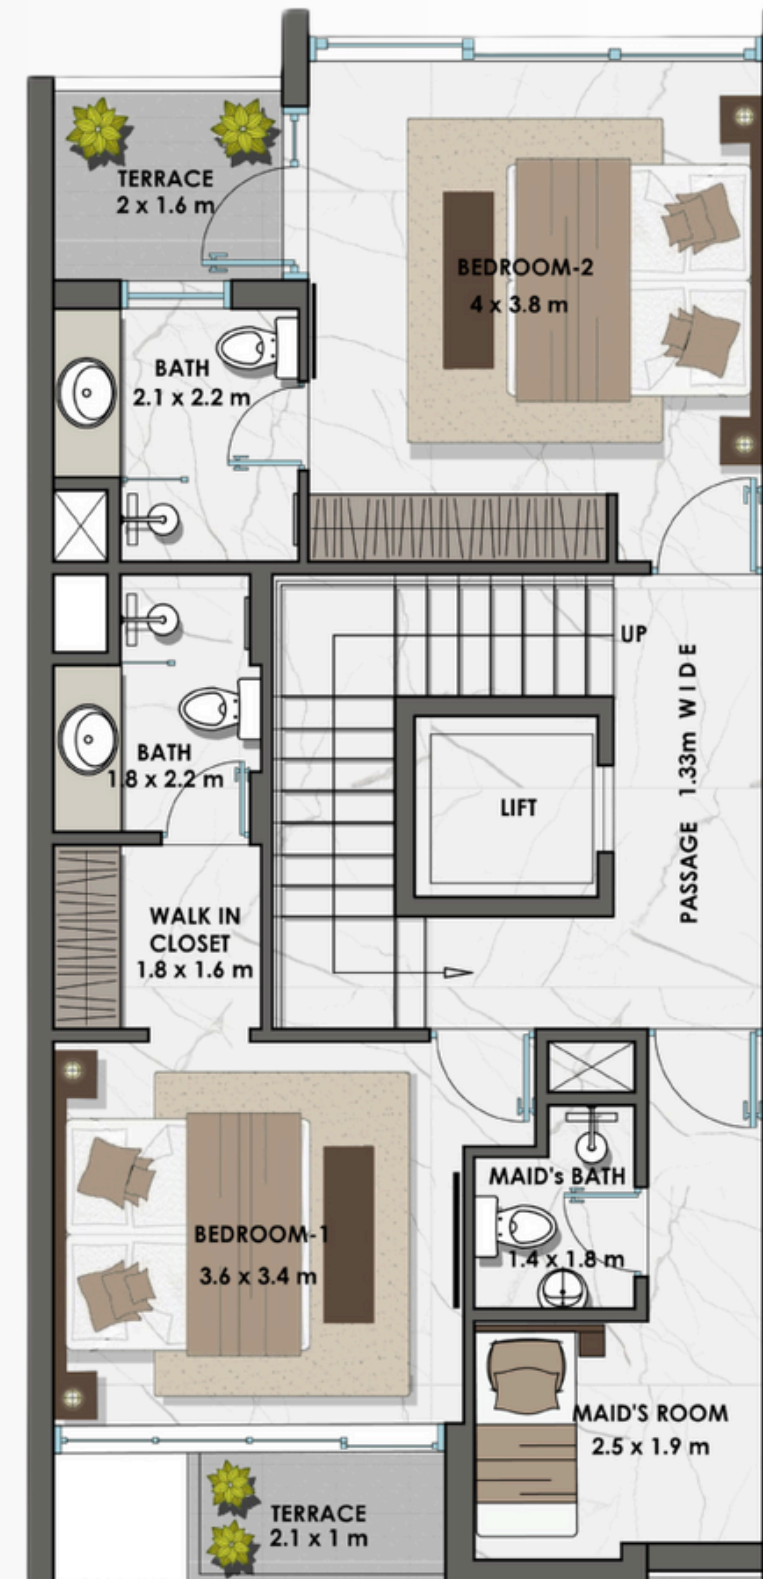 TERRACE
2 x 1.6 m
BEDROOM-2
4 x 3.8 m
BATH
2.1 x 2.2 m
UP
PASSAGE 1.33m WIDE
BATH
1.8 x 2.2 m
LIFT
WALK IN
CLOSET
1.8 x 1.6 m
MAID's BATH
1.4 x 1.8 m
BEDROOM-1
3.6 x 3.4 m
MAID'S ROOM
2.5 x 1.9 m
TERRACE
2.1 x 1 m